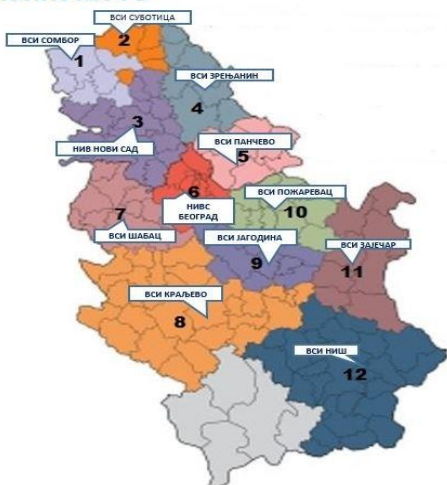 ВСИ СУБОТИЦА
2
ВСИ СОМБОР
1
ВСИ ЗРЕЊАНИН
4
3
ВСИ ПАНЧЕВО
5
НИВ НОВИ САД
6
ВСИ ПОЖАРЕВАЦ
10
НИВС
БЕОГРАД
7
ВСИ ШАБАЦ
ВСИ ЈАГОДИНА
9
ВСИ ЗАЈЕЧАР
11
ВСИ КРАЉЕВО
8
ВСИ НИШ
12